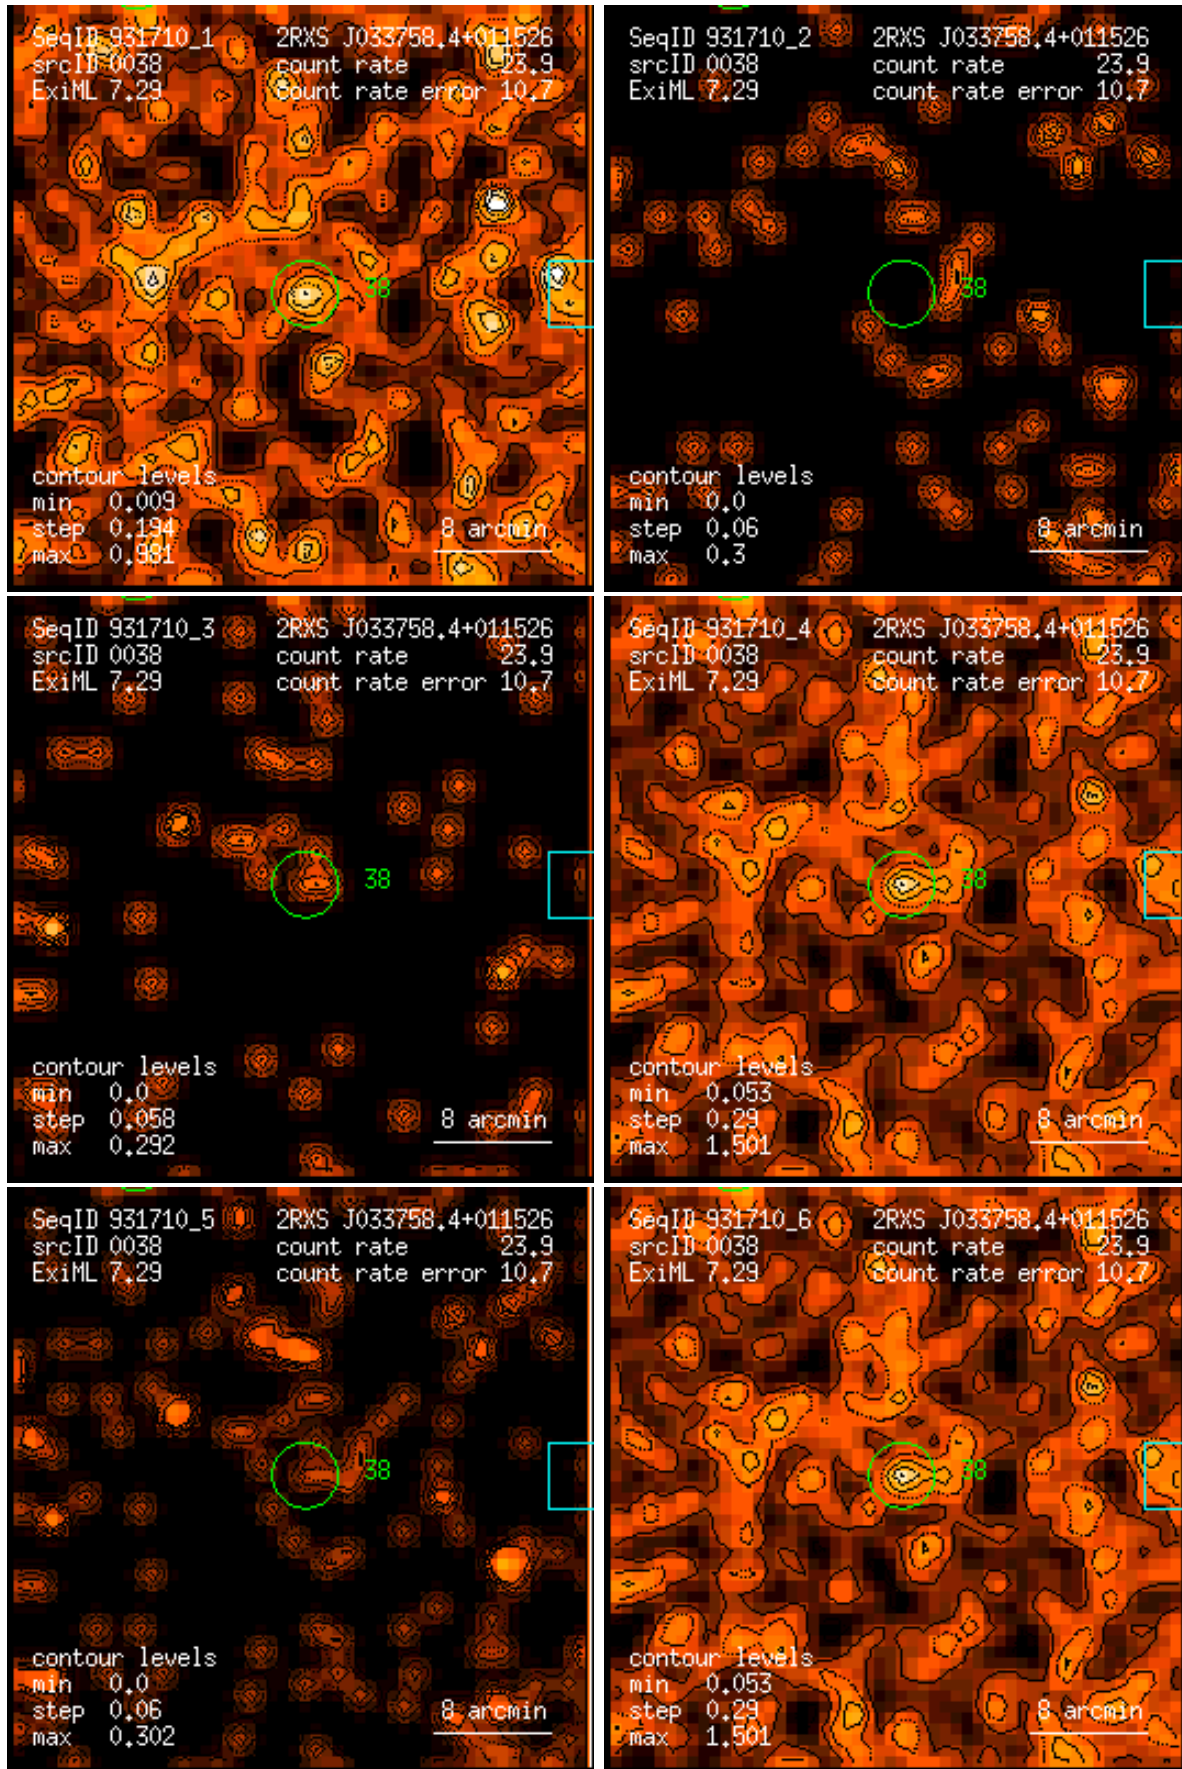 SeqID 931710_1 2RXS J033758.4+011526
srcID 0038 count rate 23.9
ExiML 7.29 count rate error 10.7
38
contour levels
min 0.009
step 0.194
max 0.981
8 arcmin
SeqID 931710_2 2RXS J033758.4+011526
srcID 0038 count rate 23.9
ExiML 7.29 count rate error 10.7
38
contour levels
min 0.0
step 0.06
max 0.3
8 arcmin
SeqID 931710_3 2RXS J033758.4+011526
srcID 0038 count rate 23.9
ExiML 7.29 count rate error 10.7
38
contour levels
min 0.0
step 0.058
max 0.292
8 arcmin
SeqID 931710_4 2RXS J033758.4+011526
srcID 0038 count rate 23.9
ExiML 7.29 count rate error 10.7
38
contour levels
min 0.053
step 0.29
max 1.501
8 arcmin
SeqID 931710_5 2RXS J033758.4+011526
srcID 0038 count rate 23.9
ExiML 7.29 count rate error 10.7
38
contour levels
min 0.0
step 0.06
max 0.302
8 arcmin
SeqID 931710_6 2RXS J033758.4+011526
srcID 0038 count rate 23.9
ExiML 7.29 count rate error 10.7
38
contour levels
min 0.053
step 0.29
max 1.501
8 arcmin